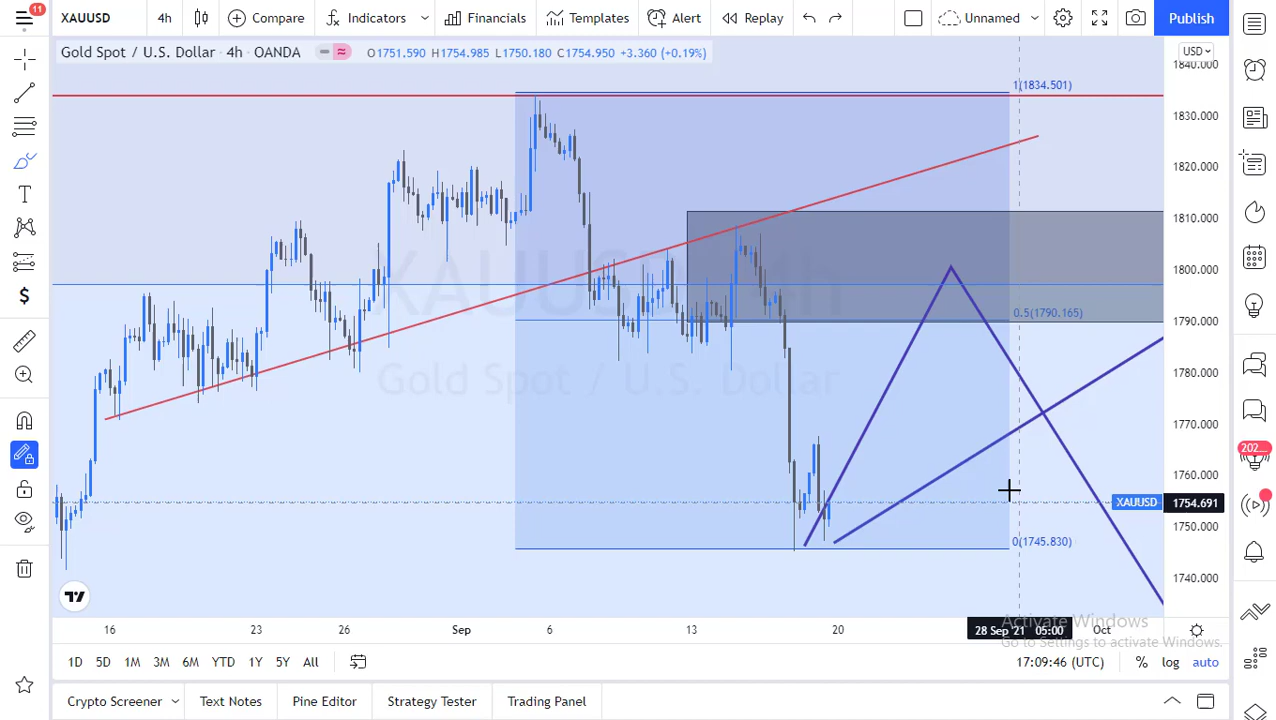 11
XAUUSD 4h Compare Indicators Financials Templates Alert Replay Unnamed Publish
Gold Spot / U.S. Dollar · 4h · OANDA O1751.590 H1754.985 L1750.180 C1754.950 +3.360 (+0.19%)
USD
1840.000
1(1834.501)
1830.000
1820.000
1810.000
XAUUSD, 4h
1800.000
0.5(1790.165)
1790.000
Gold Spot / U.S. Dollar
1780.000
1770.000
202...
1760.000
XAUUSD 1754.691
1750.000
0(1745.830)
1740.000
Activate Windows
16 23 26 Sep 6 13 20 28 Sep '21 05:00 Oct
Go to Settings to activate Windows.
1D 5D 1M 3M 6M YTD 1Y 5Y All 17:09:46 (UTC) % log auto
Crypto Screener Text Notes Pine Editor Strategy Tester Trading Panel